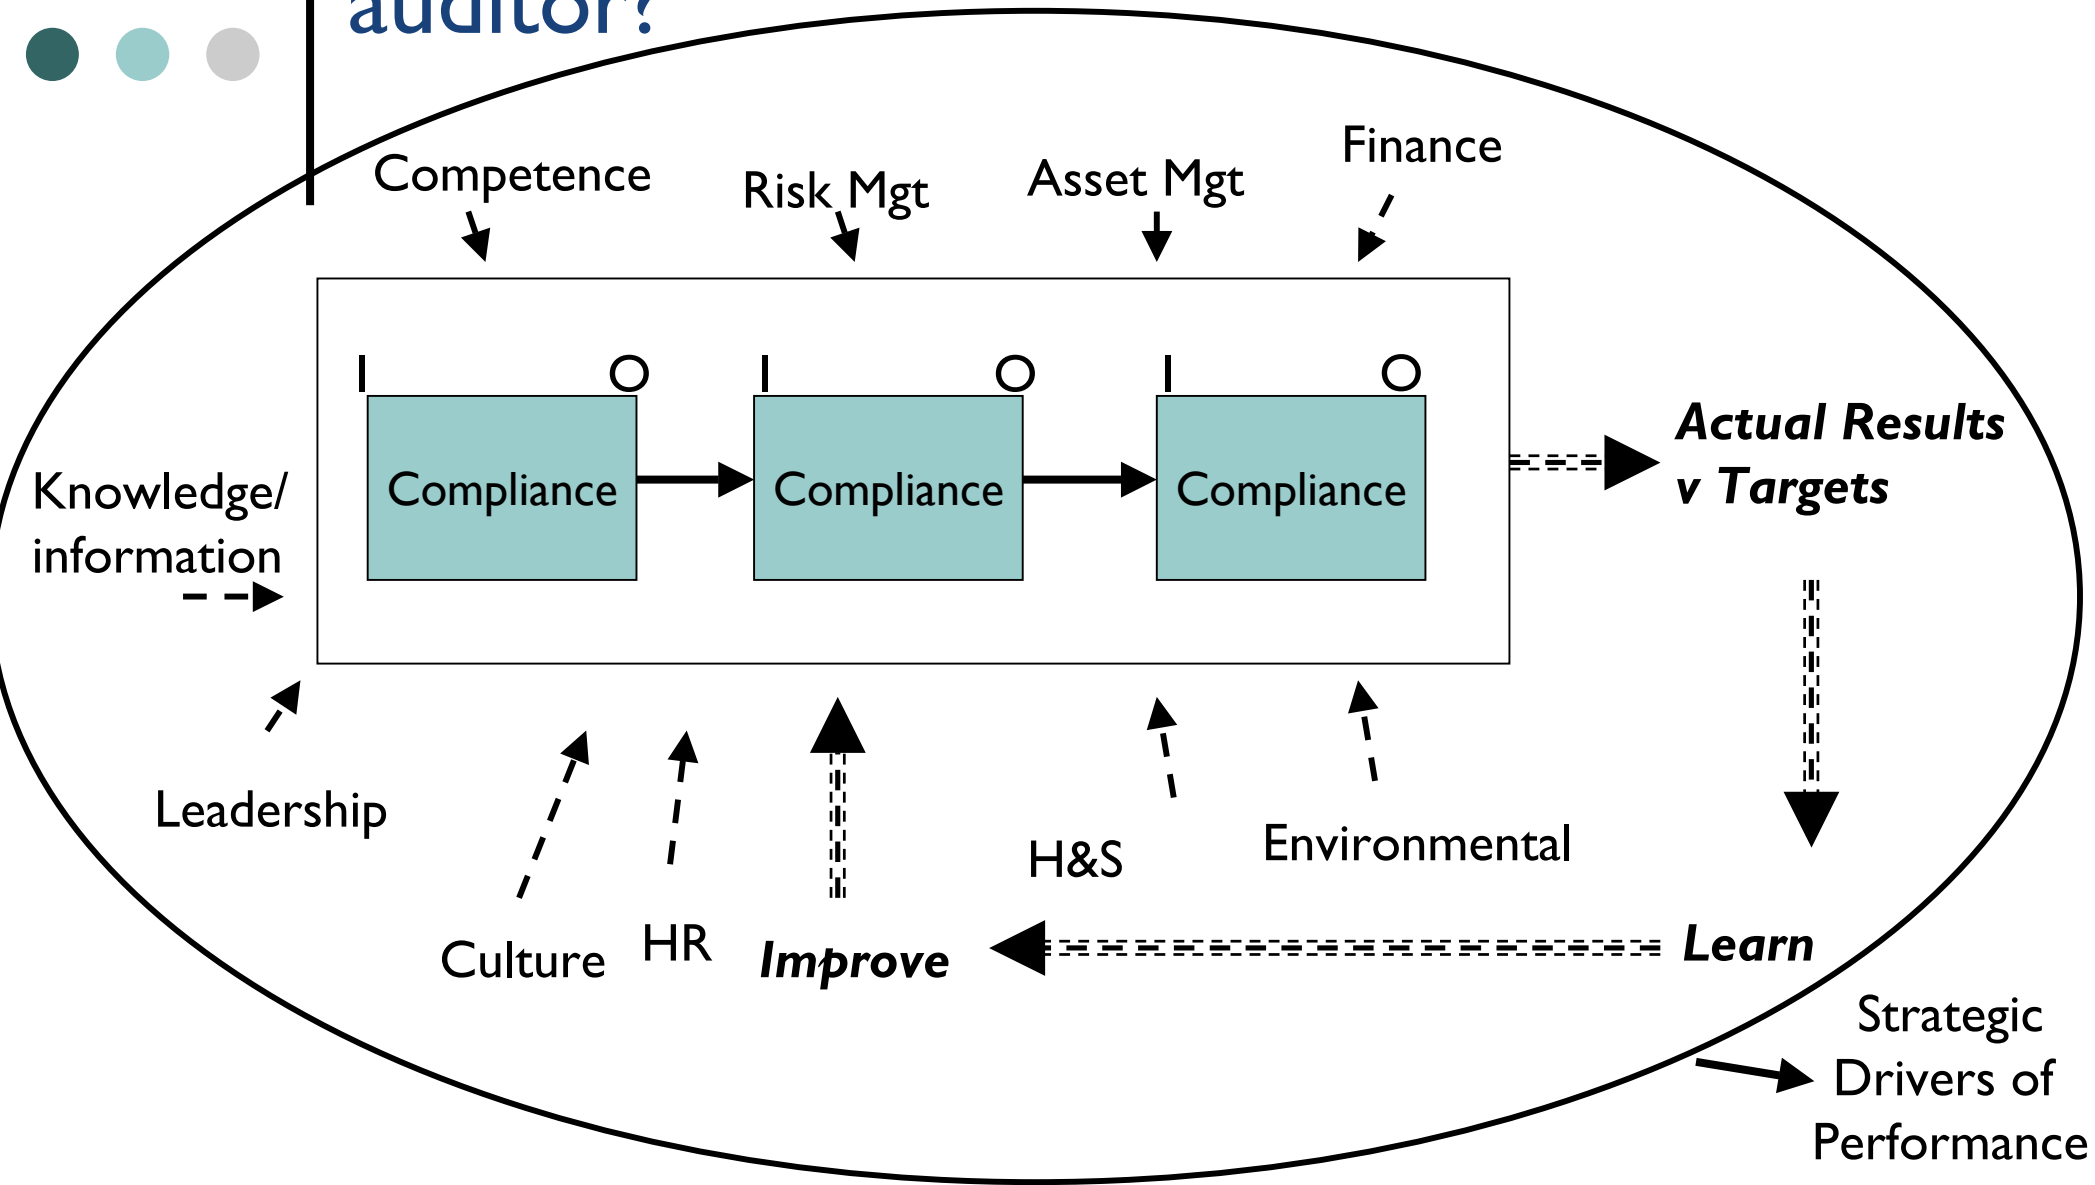 auditor?
Finance
Competence
Risk Mgt
Asset Mgt
I O I O I O
Actual Results
v Targets
Knowledge/
information
Compliance
Compliance
Compliance
Leadership
H&S
Environmental
Culture
HR
Improve
Learn
Strategic
Drivers of
Performance